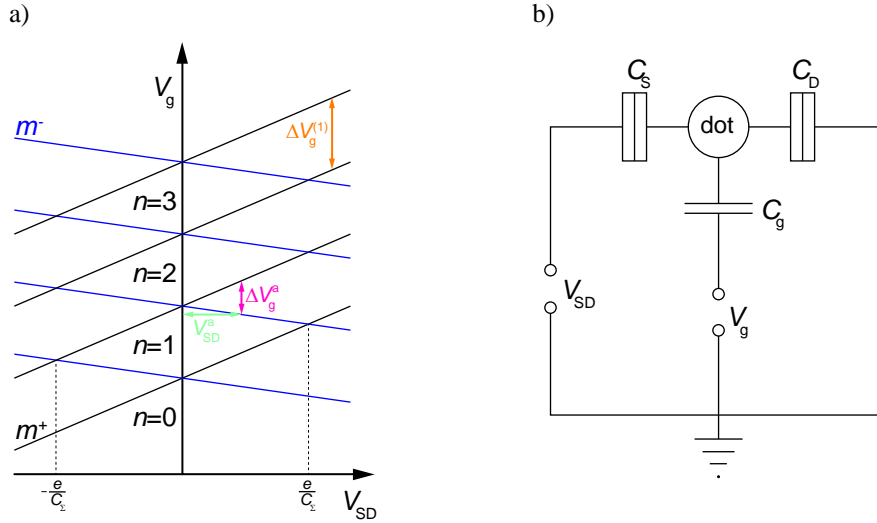 a)
b)
V_g
m^-
ΔV_g^(1)
n=3
n=2
ΔV_g^a
V_SD^a
n=1
m^+
n=0
-e/C_Σ
e/C_Σ
V_SD
C_S
C_D
dot
C_g
V_SD
V_g